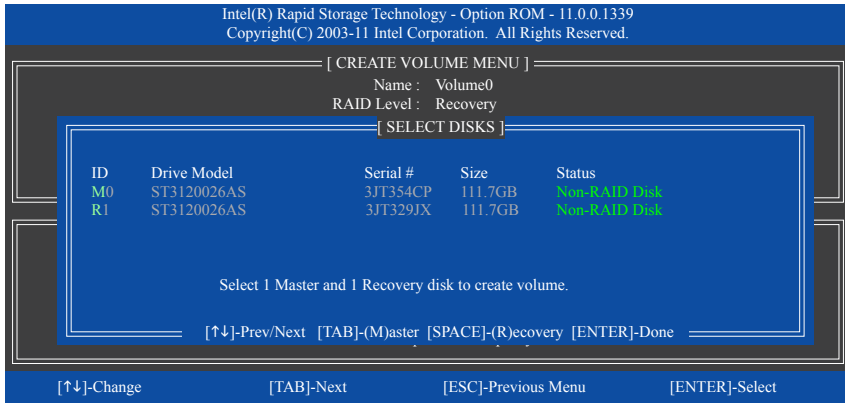 Intel(R) Rapid Storage Technology - Option ROM - 11.0.0.1339
Copyright(C) 2003-11 Intel Corporation. All Rights Reserved.
[ CREATE VOLUME MENU ]
Name : Volume0
RAID Level : Recovery
[ SELECT DISKS ]
ID Drive Model Serial # Size Status
M0 ST3120026AS 3JT354CP 111.7GB Non-RAID Disk
R1 ST3120026AS 3JT329JX 111.7GB Non-RAID Disk
Select 1 Master and 1 Recovery disk to create volume.
[↑↓]-Prev/Next [TAB]-(M)aster [SPACE]-(R)ecovery [ENTER]-Done
[↑↓]-Change [TAB]-Next [ESC]-Previous Menu [ENTER]-Select